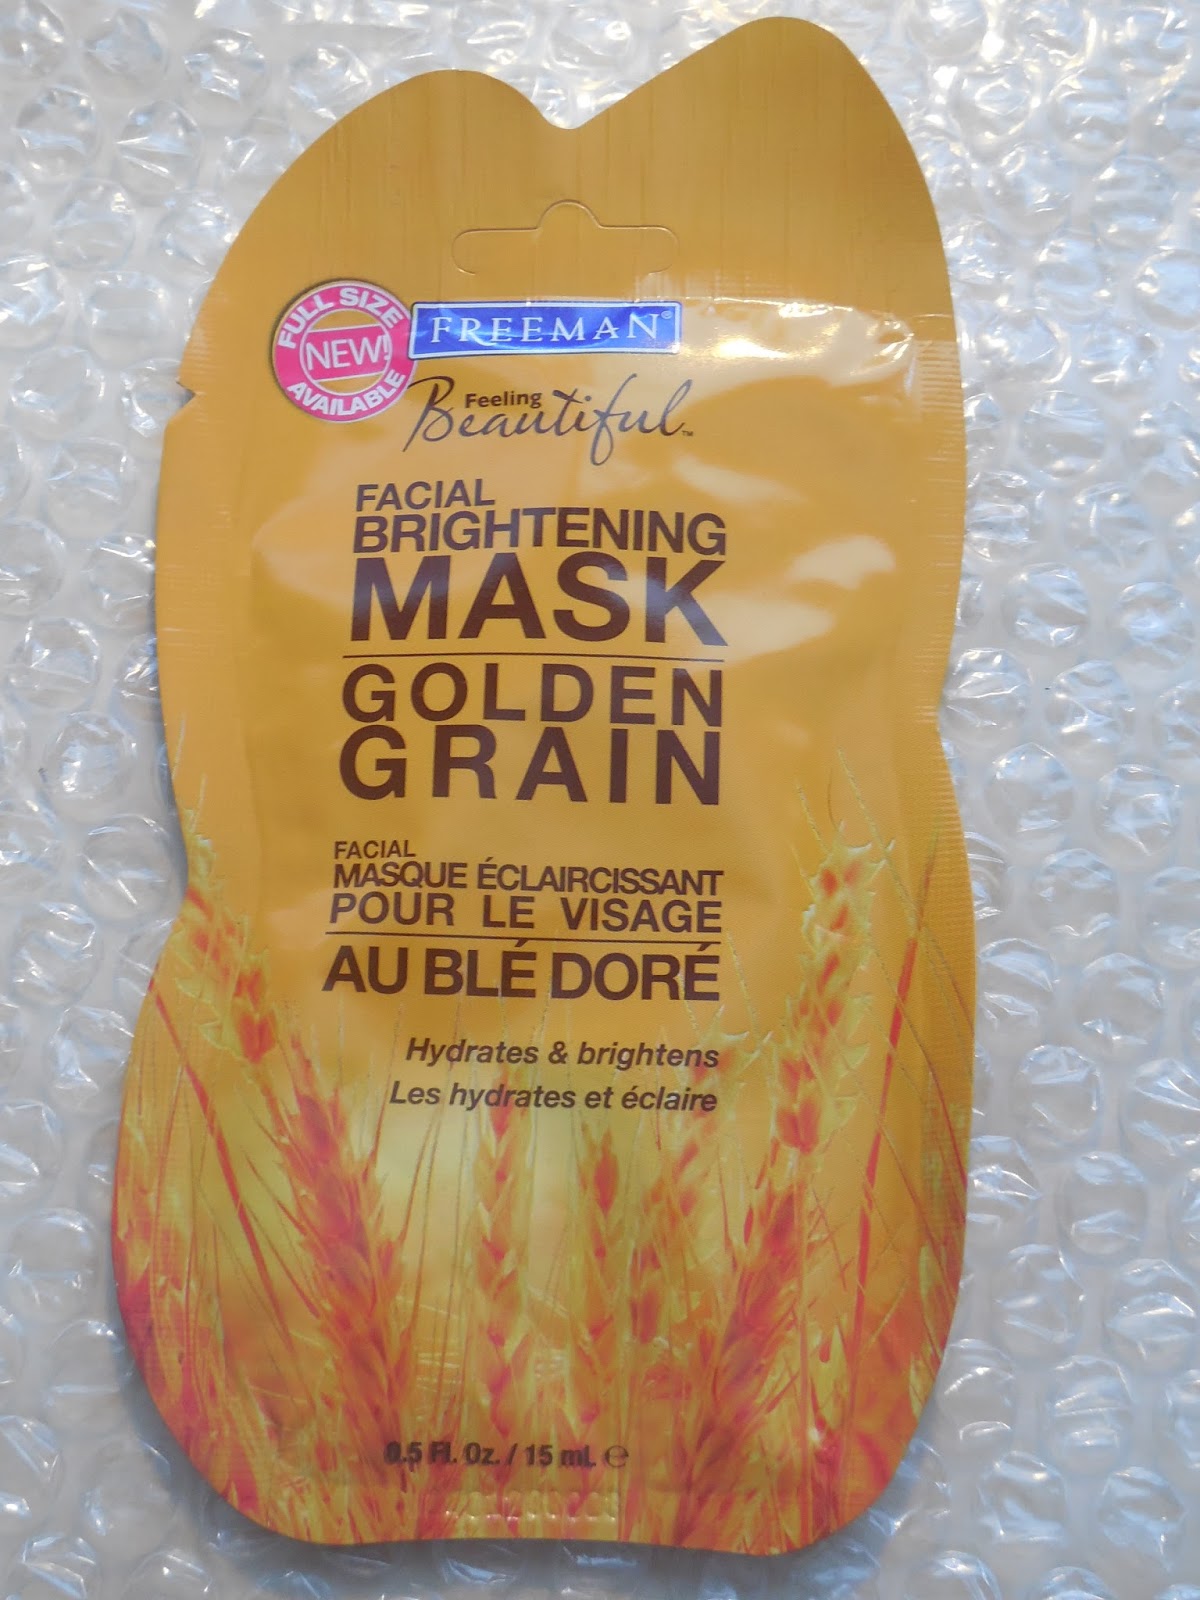 FULL SIZE
NEW!
AVAILABLE
FREEMAN®
Feeling
Beautiful™
FACIAL
BRIGHTENING
MASK
GOLDEN
GRAIN
FACIAL
MASQUE ÉCLAIRCISSANT
POUR LE VISAGE
AU BLÉ DORÉ
Hydrates & brightens
Les hydrates et éclaire
0.5 Fl. Oz. / 15 mL ℮